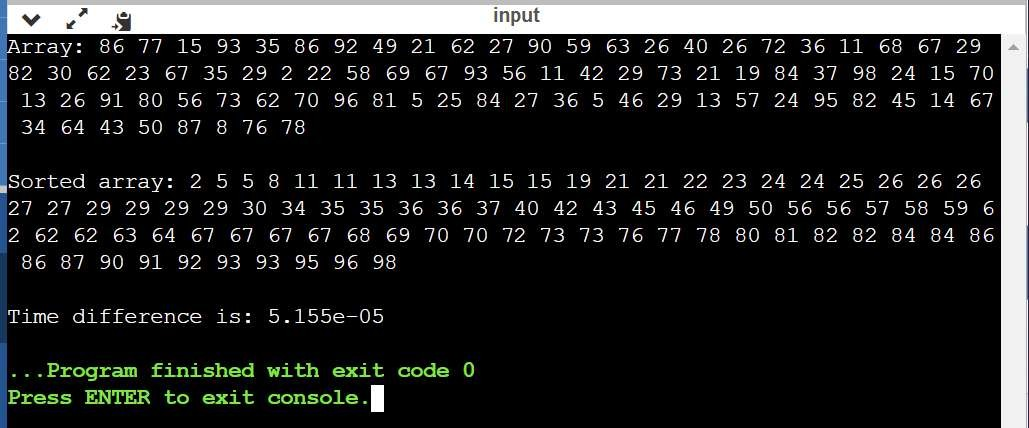 input
Array: 86 77 15 93 35 86 92 49 21 62 27 90 59 63 26 40 26 72 36 11 68 67 29
82 30 62 23 67 35 29 2 22 58 69 67 93 56 11 42 29 73 21 19 84 37 98 24 15 70
13 26 91 80 56 73 62 70 96 81 5 25 84 27 36 5 46 29 13 57 24 95 82 45 14 67
34 64 43 50 87 8 76 78
Sorted array: 2 5 5 8 11 11 13 13 14 15 15 19 21 21 22 23 24 24 25 26 26 26
27 27 29 29 29 29 30 34 35 35 36 36 37 40 42 43 45 46 49 50 56 56 57 58 59 6
2 62 62 63 64 67 67 67 67 68 69 70 70 72 73 73 76 77 78 80 81 82 82 84 84 86
86 87 90 91 92 93 93 95 96 98
Time difference is: 5.155e-05
...Program finished with exit code 0
Press ENTER to exit console.